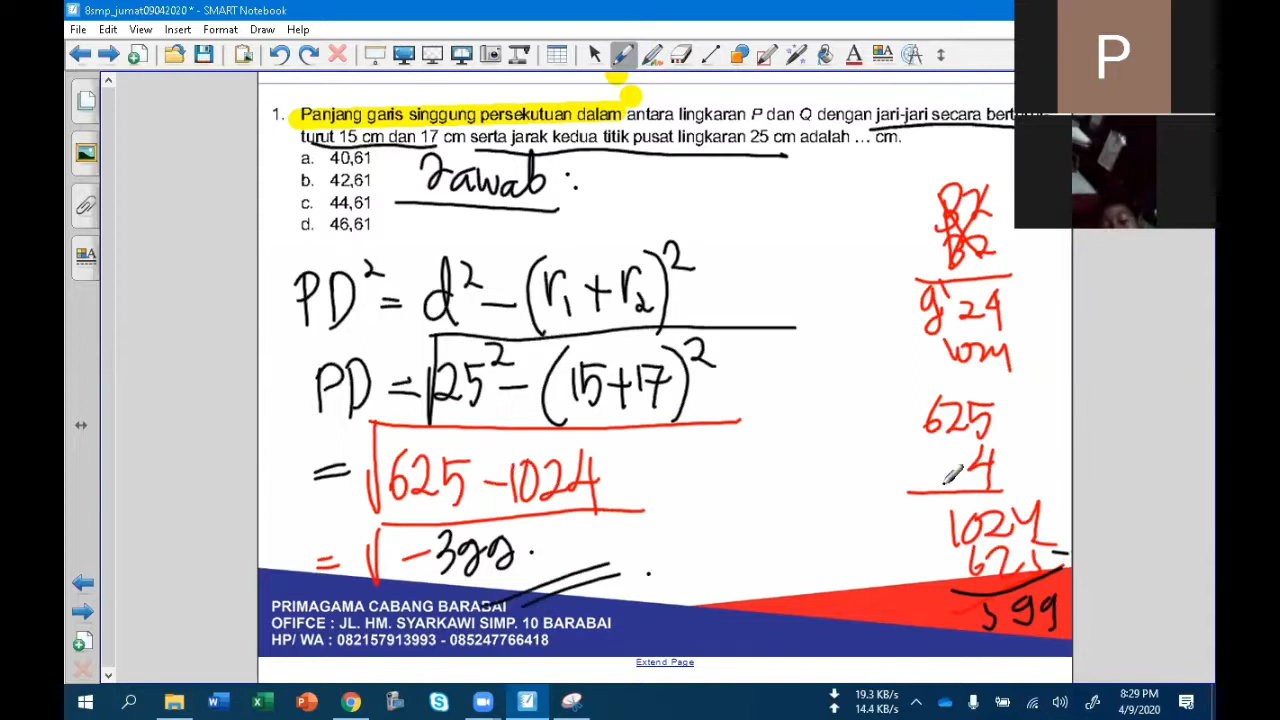 8smp_jumat09042020 * - SMART Notebook
File Edit View Insert Format Draw Help
P
1. Panjang garis singgung persekutuan dalam antara lingkaran P dan Q dengan jari-jari secara
turut 15 cm dan 17 cm serta jarak kedua titik pusat lingkaran 25 cm adalah ... cm.
a. 40,61
b. 42,61
c. 44,61
d. 46,61
Jawab :
PD² = d² - (r₁ + r₂)²
PD = √25² - (15+17)²
= √625 - 1024
= √-399.
24
1024
625
4
1024
625 -
399
PRIMAGAMA CABANG BARABAI
OFIFCE : JL. HM. SYARKAWI SIMP. 10 BARABAI
HP/ WA : 082157913993 - 085247766418
Extend Page
19.3 KB/s
14.4 KB/s
8:29 PM
4/9/2020